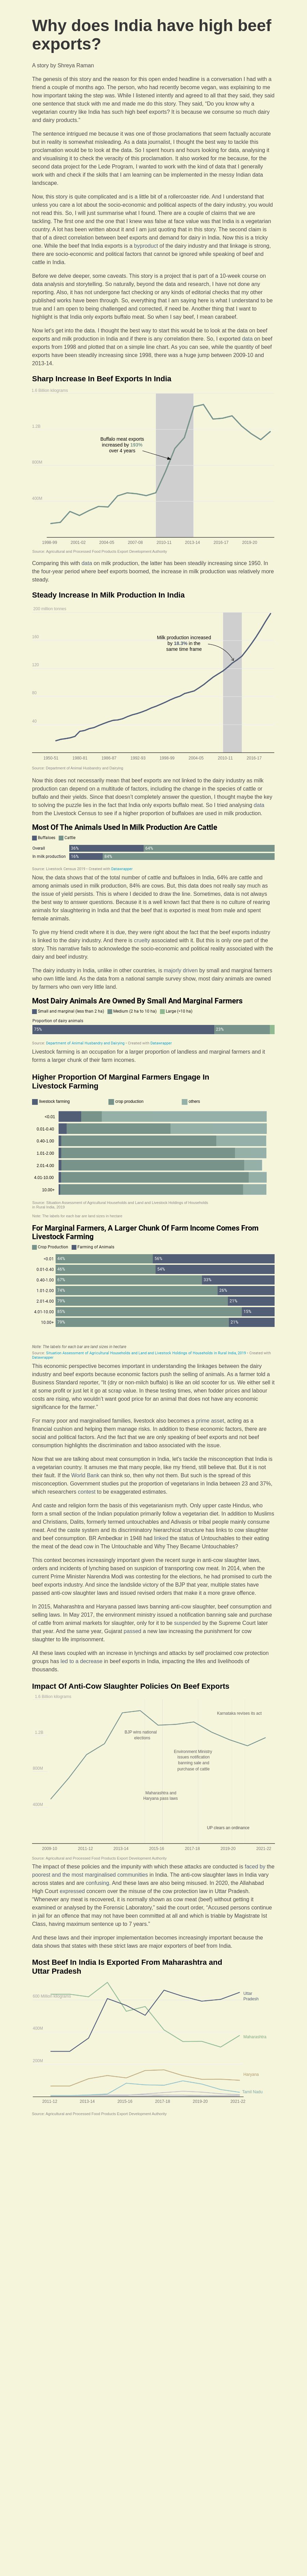 Why does India have high beef
exports?
A story by Shreya Raman
The genesis of this story and the reason for this open ended headline is a conversation I had with a
friend a couple of months ago. The person, who had recently become vegan, was explaining to me
how important taking the step was. While I listened intently and agreed to all that they said, they said
one sentence that stuck with me and made me do this story. They said, "Do you know why a
vegetarian country like India has such high beef exports? It is because we consume so much dairy
and dairy products."
The sentence intrigued me because it was one of those proclamations that seem factually accurate
but in reality is somewhat misleading. As a data journalist, I thought the best way to tackle this
proclamation would be to look at the data. So I spent hours and hours looking for data, analysing it
and visualising it to check the veracity of this proclamation. It also worked for me because, for the
second data project for the Lede Program, I wanted to work with the kind of data that I generally
work with and check if the skills that I am learning can be implemented in the messy Indian data
landscape.
Now, this story is quite complicated and is a little bit of a rollercoaster ride. And I understand that
unless you care a lot about the socio-economic and political aspects of the dairy industry, you would
not read this. So, I will just summarise what I found. There are a couple of claims that we are
tackling. The first one and the one that I knew was false at face value was that India is a vegetarian
country. A lot has been written about it and I am just quoting that in this story. The second claim is
that of a direct correlation between beef exports and demand for dairy in India. Now this is a tricky
one. While the beef that India exports is a byproduct of the dairy industry and that linkage is strong,
there are socio-economic and political factors that cannot be ignored while speaking of beef and
cattle in India.
Before we delve deeper, some caveats. This story is a project that is part of a 10-week course on
data analysis and storytelling. So naturally, beyond the data and research, I have not done any
reporting. Also, it has not undergone fact checking or any kinds of editorial checks that my other
published works have been through. So, everything that I am saying here is what I understand to be
true and I am open to being challenged and corrected, if need be. Another thing that I want to
highlight is that India only exports buffalo meat. So when I say beef, I mean carabeef.
Now let's get into the data. I thought the best way to start this would be to look at the data on beef
exports and milk production in India and if there is any correlation there. So, I exported data on beef
exports from 1998 and plotted that on a simple line chart. As you can see, while the quantity of beef
exports have been steadily increasing since 1998, there was a huge jump between 2009-10 and
2013-14.
Sharp Increase In Beef Exports In India
1.6 Billion kilograms
1.2B
800M
400M
Buffalo meat exports
increased by 193%
over 4 years
1998-99 2001-02 2004-05 2007-08 2010-11 2013-14 2016-17 2019-20
Source: Agricultural and Processed Food Products Export Development Authority
Comparing this with data on milk production, the latter has been steadily increasing since 1950. In
the four-year period where beef exports boomed, the increase in milk production was relatively more
steady.
Steady Increase In Milk Production In India
200 million tonnes
160
120
80
40
Milk production increased
by 18.3% in the
same time frame
1950-51 1980-81 1986-87 1992-93 1998-99 2004-05 2010-11 2016-17
Source: Department of Animal Husbandry and Dairying
Now this does not necessarily mean that beef exports are not linked to the dairy industry as milk
production can depend on a multitude of factors, including the change in the species of cattle or
buffalo and their yields. Since that doesn't completely answer the question, I thought maybe the key
to solving the puzzle lies in the fact that India only exports buffalo meat. So I tried analysing data
from the Livestock Census to see if a higher proportion of buffaloes are used in milk production.
Most Of The Animals Used In Milk Production Are Cattle
Buffaloes Cattle
Overall 36% 64%
In milk production 16% 84%
Source: Livestock Census 2019 • Created with Datawrapper
Now, the data shows that of the total number of cattle and buffaloes in India, 64% are cattle and
among animals used in milk production, 84% are cows. But this data does not really say much as
the issue of yield persists. This is where I decided to draw the line. Sometimes, data is not always
the best way to answer questions. Because it is a well known fact that there is no culture of rearing
animals for slaughtering in India and that the beef that is exported is meat from male and spent
female animals.
To give my friend credit where it is due, they were right about the fact that the beef exports industry
is linked to the dairying industry. And there is cruelty associated with it. But this is only one part of the
story. This narrative fails to acknowledge the socio-economic and political reality associated with the
dairy and beef industry.
The dairy industry in India, unlike in other countries, is majorly driven by small and marginal farmers
who own little land. As the data from a national sample survey show, most dairy animals are owned
by farmers who own very little land.
Most Dairy Animals Are Owned By Small And Marginal Farmers
Small and marginal (less than 2 ha) Medium (2 ha to 10 ha) Large (>10 ha)
Proportion of dairy animals
73% 25%
Source: Department of Animal Husbandry and Dairying • Created with Datawrapper
Livestock farming is an occupation for a larger proportion of landless and marginal farmers and it
forms a larger chunk of their farm incomes.
Higher Proportion Of Marginal Farmers Engage In
Livestock Farming
livestock farming crop production others
<0.01
0.01-0.40
0.40-1.00
1.01-2.00
2.01-4.00
4.01-10.00
10.00+
Source: Situation Assessment of Agricultural Households and Land and Livestock Holdings of Households
in Rural India, 2019
Note: The labels for each bar are land sizes in hectare
For Marginal Farmers, A Larger Chunk Of Farm Income Comes From
Livestock Farming
Crop Production Farming of Animals
<0.01 44% 56%
0.01-0.40 46% 54%
0.40-1.00 67% 33%
1.01-2.00 74% 26%
2.01-4.00 79% 21%
4.01-10.00 85% 15%
10.00+ 79% 21%
Note: The labels for each bar are land sizes in hectare
Source: Situation Assessment of Agricultural Households and Land and Livestock Holdings of Households in Rural India, 2019 • Created with
Datawrapper
This economic perspective becomes important in understanding the linkages between the dairy
industry and beef exports because economic factors push the selling of animals. As a farmer told a
Business Standard reporter, "It (dry or non-milch buffalo) is like an old scooter for us. We either sell it
at some profit or just let it go at scrap value. In these testing times, when fodder prices and labour
costs are rising, who wouldn't want good price for an animal that does not have any economic
significance for the farmer."
For many poor and marginalised families, livestock also becomes a prime asset, acting as a
financial cushion and helping them manage risks. In addition to these economic factors, there are
social and political factors. And the fact that we are only speaking of beef exports and not beef
consumption highlights the discrimination and taboo associated with the issue.
Now that we are talking about meat consumption in India, let's tackle the misconception that India is
a vegetarian country. It amuses me that many people, like my friend, still believe that. But it is not
their fault. If the World Bank can think so, then why not them. But such is the spread of this
misconception. Government studies put the proportion of vegetarians in India between 23 and 37%,
which researchers contest to be exaggerated estimates.
And caste and religion form the basis of this vegetarianism myth. Only upper caste Hindus, who
form a small section of the Indian population primarily follow a vegetarian diet. In addition to Muslims
and Christians, Dalits, formerly termed untouchables and Adivasis or tribal people mainly consume
meat. And the caste system and its discriminatory hierarchical structure has links to cow slaughter
and beef consumption. BR Ambedkar in 1948 had linked the status of Untouchables to their eating
the meat of the dead cow in The Untouchable and Why They Became Untouchables?
This context becomes increasingly important given the recent surge in anti-cow slaughter laws,
orders and incidents of lynching based on suspicion of transporting cow meat. In 2014, when the
current Prime Minister Narendra Modi was contesting for the elections, he had promised to curb the
beef exports industry. And since the landslide victory of the BJP that year, multiple states have
passed anti-cow slaughter laws and issued revised orders that make it a more grave offence.
In 2015, Maharashtra and Haryana passed laws banning anti-cow slaughter, beef consumption and
selling laws. In May 2017, the environment ministry issued a notification banning sale and purchase
of cattle from animal markets for slaughter, only for it to be suspended by the Supreme Court later
that year. And the same year, Gujarat passed a new law increasing the punishment for cow
slaughter to life imprisonment.
All these laws coupled with an increase in lynchings and attacks by self proclaimed cow protection
groups has led to a decrease in beef exports in India, impacting the lifes and livelihoods of
thousands.
Impact Of Anti-Cow Slaughter Policies On Beef Exports
1.6 Billion kilograms
1.2B
800M
400M
BJP wins national
elections
Karnataka revises its act
Environment Ministry
issues notification
banning sale and
purchase of cattle
Maharashtra and
Haryana pass laws
UP clears an ordinance
2009-10 2011-12 2013-14 2015-16 2017-18 2019-20 2021-22
Source: Agricultural and Processed Food Products Export Development Authority
The impact of these policies and the impunity with which these attacks are conducted is faced by the
poorest and the most marginalised communities in India. The anti-cow slaughter laws in India vary
across states and are confusing. And these laws are also being misused. In 2020, the Allahabad
High Court expressed concern over the misuse of the cow protection law in Uttar Pradesh.
"Whenever any meat is recovered, it is normally shown as cow meat (beef) without getting it
examined or analysed by the Forensic Laboratory," said the court order, "Accused persons continue
in jail for an offence that may not have been committed at all and which is triable by Magistrate Ist
Class, having maximum sentence up to 7 years."
And these laws and their improper implementation becomes increasingly important because the
data shows that states with these strict laws are major exporters of beef from India.
Most Beef In India Is Exported From Maharashtra and
Uttar Pradesh
600 Million kilograms
400M
200M
Uttar
Pradesh
Maharashtra
Haryana
Tamil Nadu
2011-12 2013-14 2015-16 2017-18 2019-20 2021-22
Source: Agricultural and Processed Food Products Export Development Authority